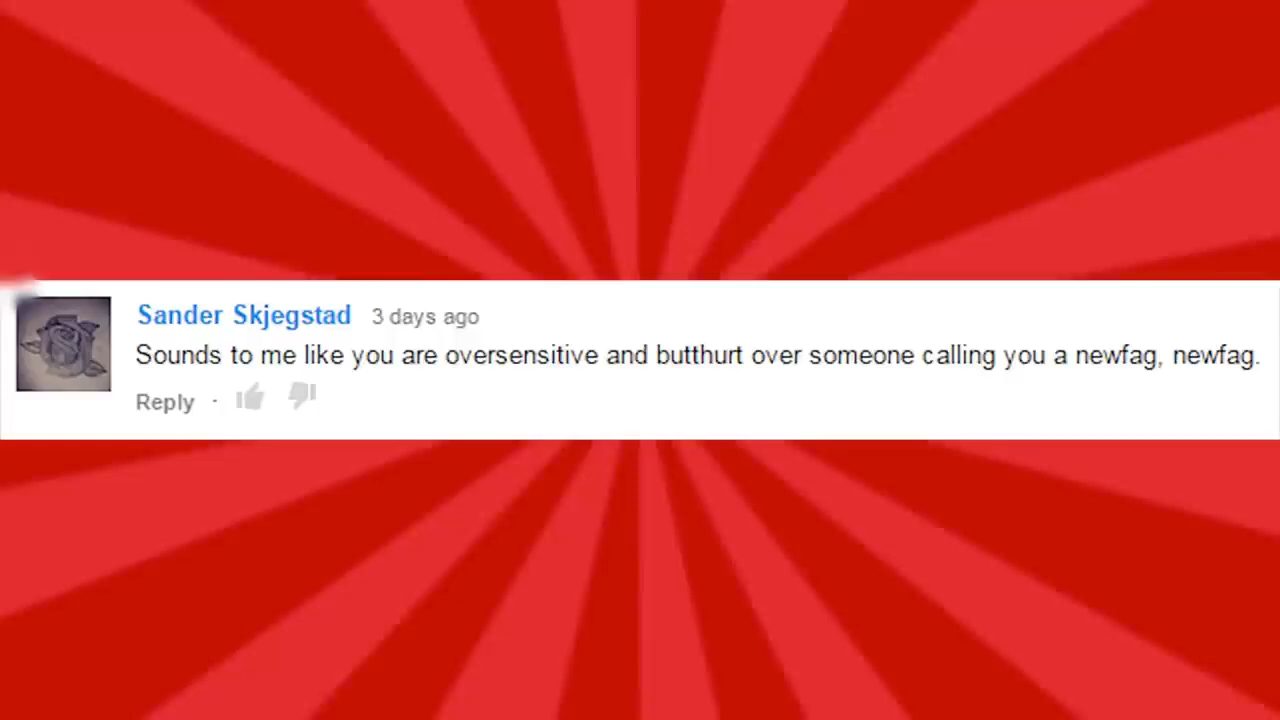 Sander Skjegstad 3 days ago
Sounds to me like you are oversensitive and butthurt over someone calling you a newfag, newfag.
Reply ·